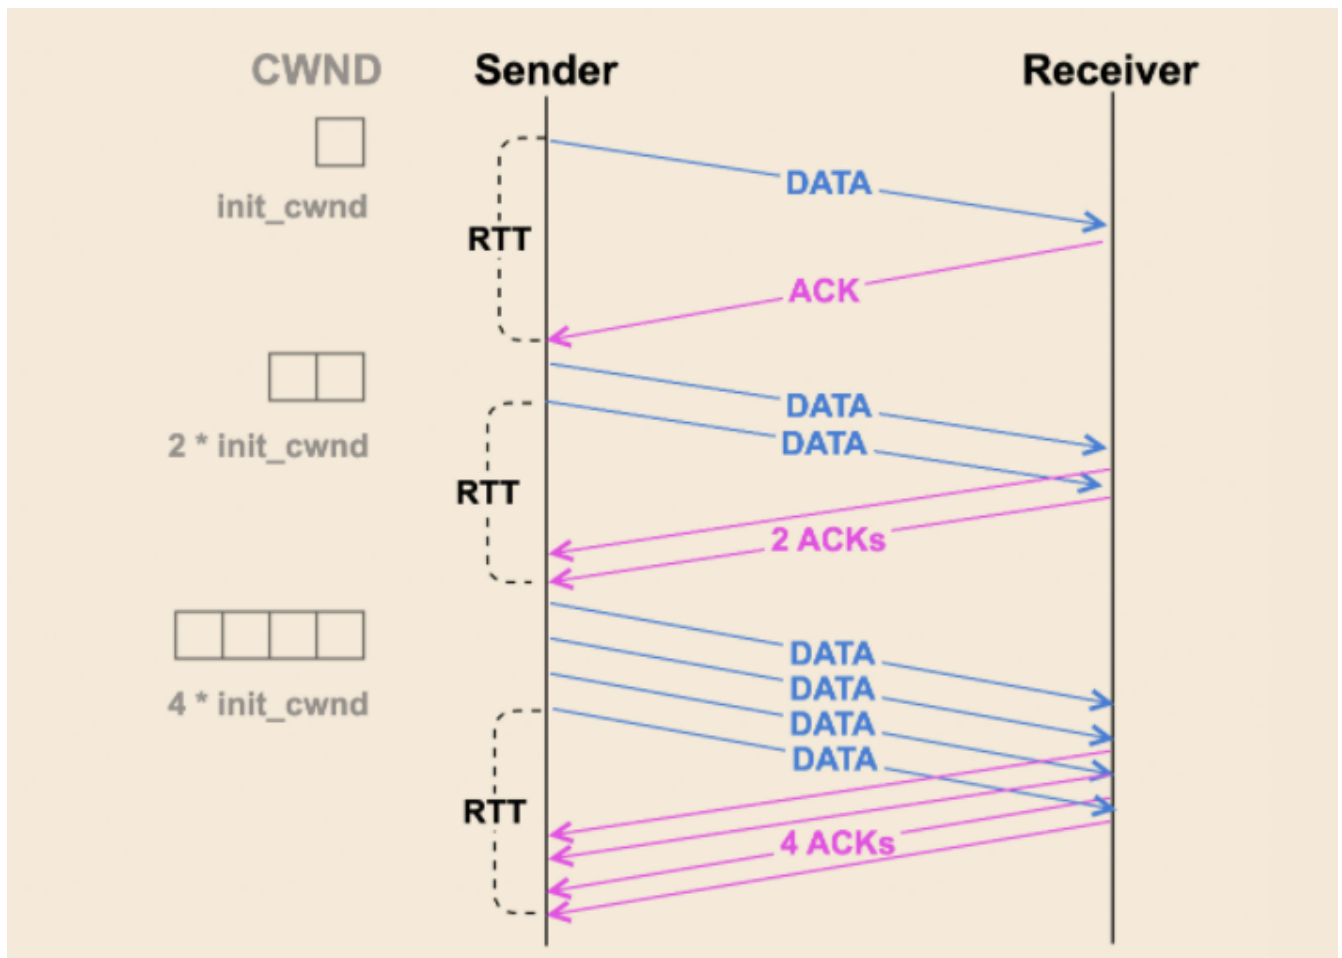 CWND
Sender
Receiver
init_cwnd
DATA
RTT
ACK
2 * init_cwnd
DATA
DATA
RTT
2 ACKs
4 * init_cwnd
DATA
DATA
DATA
DATA
RTT
4 ACKs